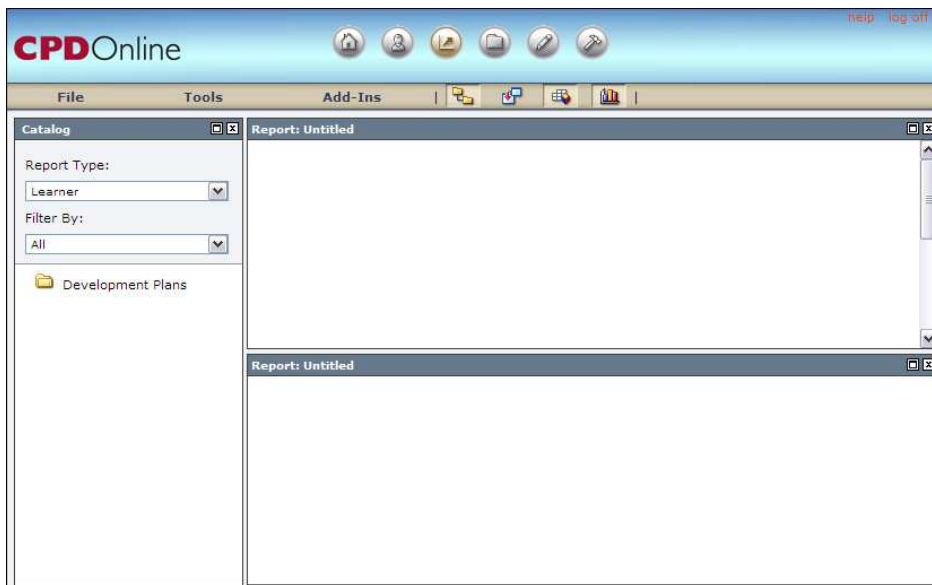 help log off
CPDOnline
File Tools Add-Ins | |
Catalog
Report Type:
Learner
Filter By:
All
Development Plans
Report: Untitled
Report: Untitled